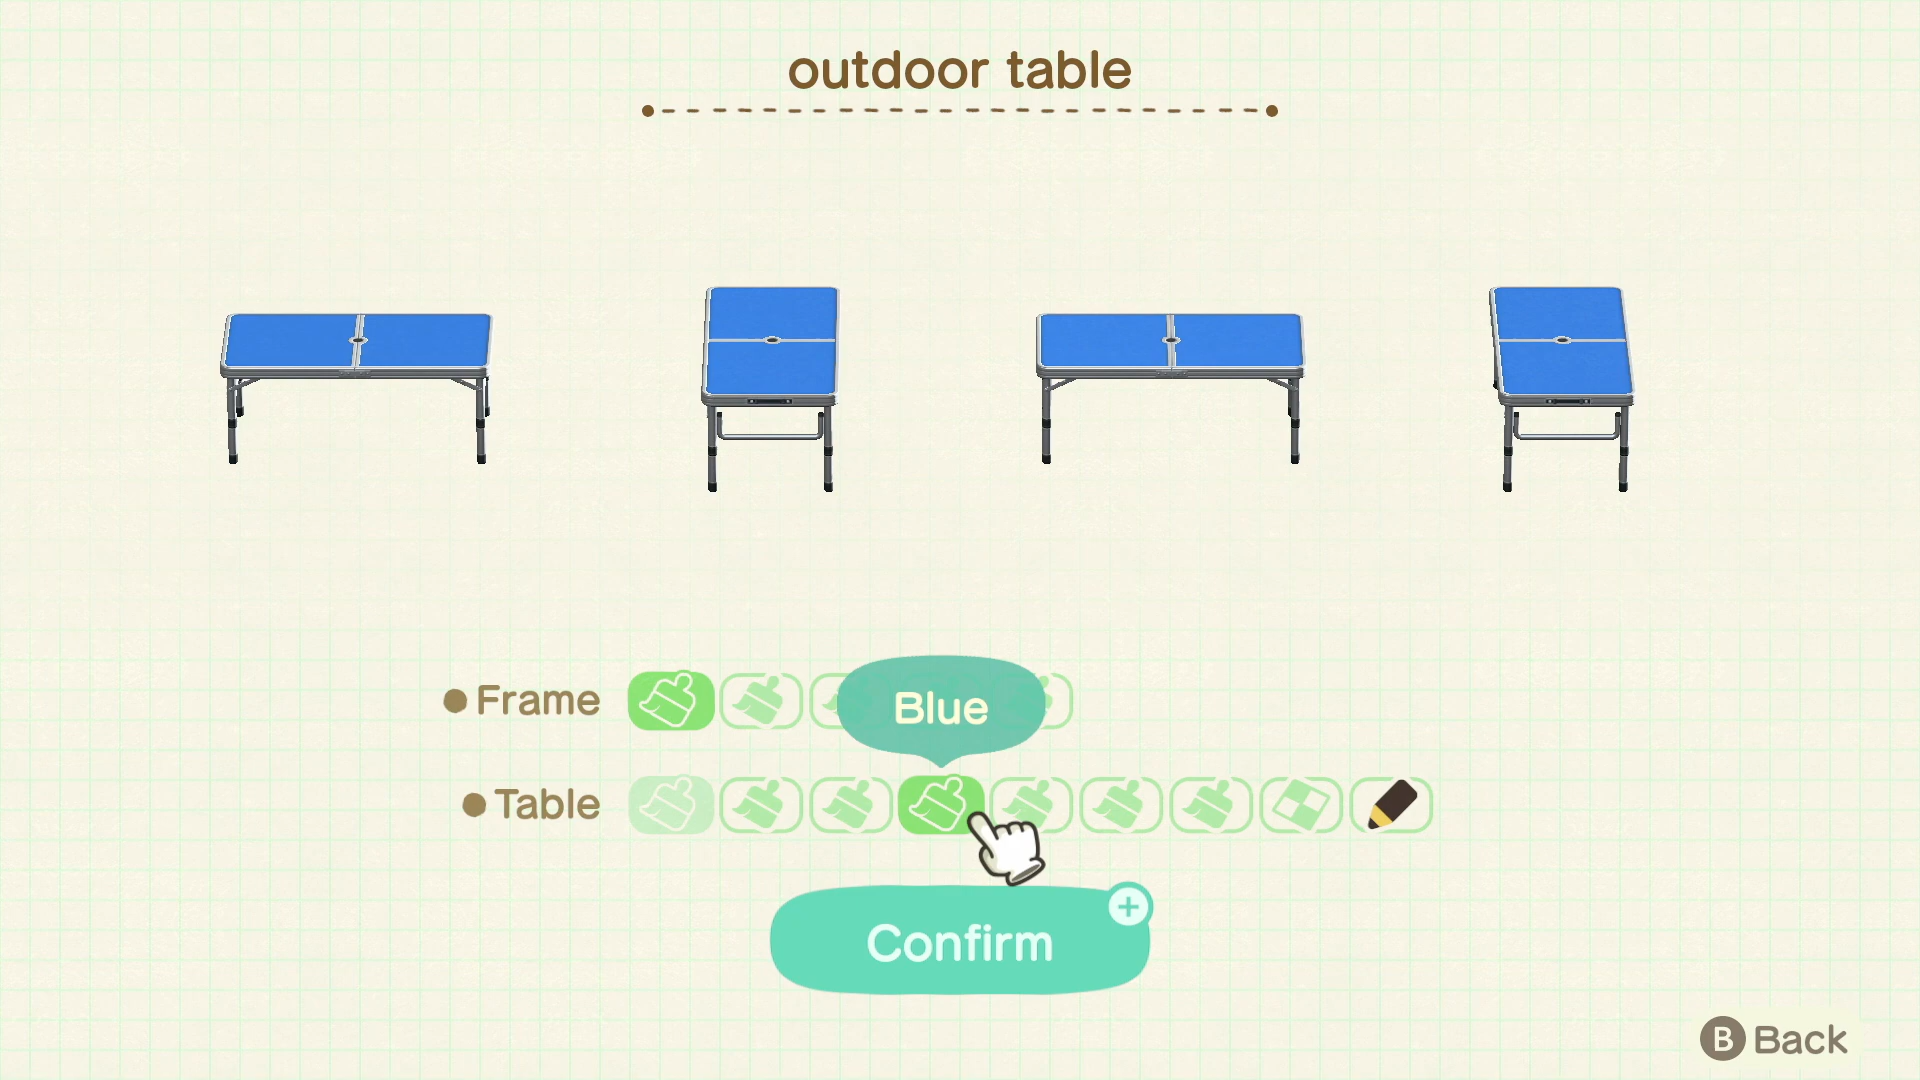 outdoor table
Frame
Blue
Table
Confirm
B Back